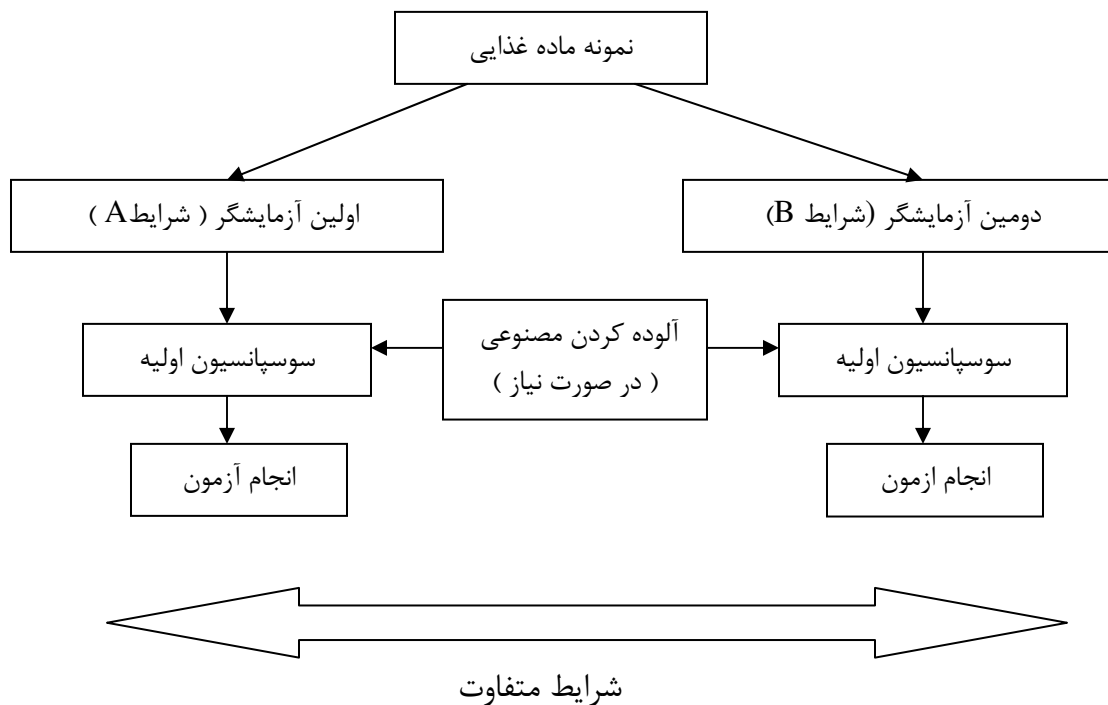 نمونه ماده غذایی
اولین آزمایشگر ( شرایطA )
دومین آزمایشگر (شرایط B)
آلوده کردن مصنوعی
( در صورت نیاز )
سوسپانسیون اولیه
سوسپانسیون اولیه
انجام آزمون
انجام ازمون
شرایط متفاوت